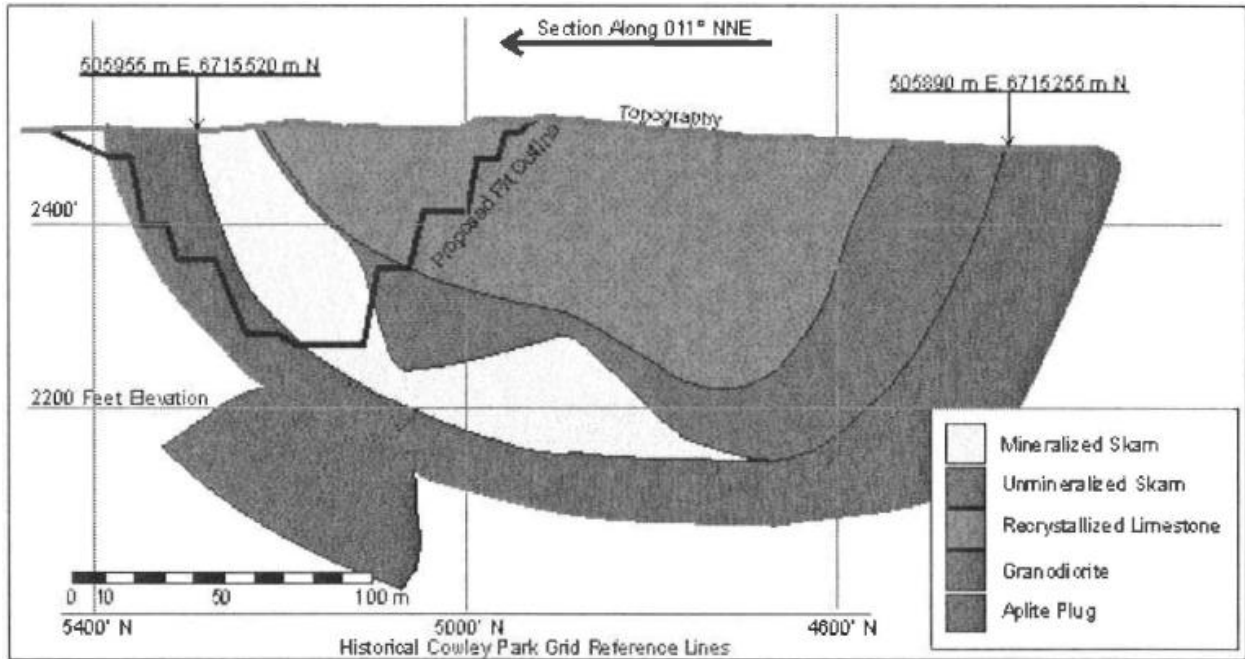 Section Along 011° NNE
505955 m E, 6715520 m N
505890 m E, 6715255 m N
Topography
Proposed Pit Outline
2400'
2200 Feet Elevation
Mineralized Skarn
Unmineralized Skarn
Recrystallized Limestone
Granodiorite
Aplite Plug
0 10 50 100 m
5400' N 5000' N 4600' N
Historical Cowley Park Grid Reference Lines